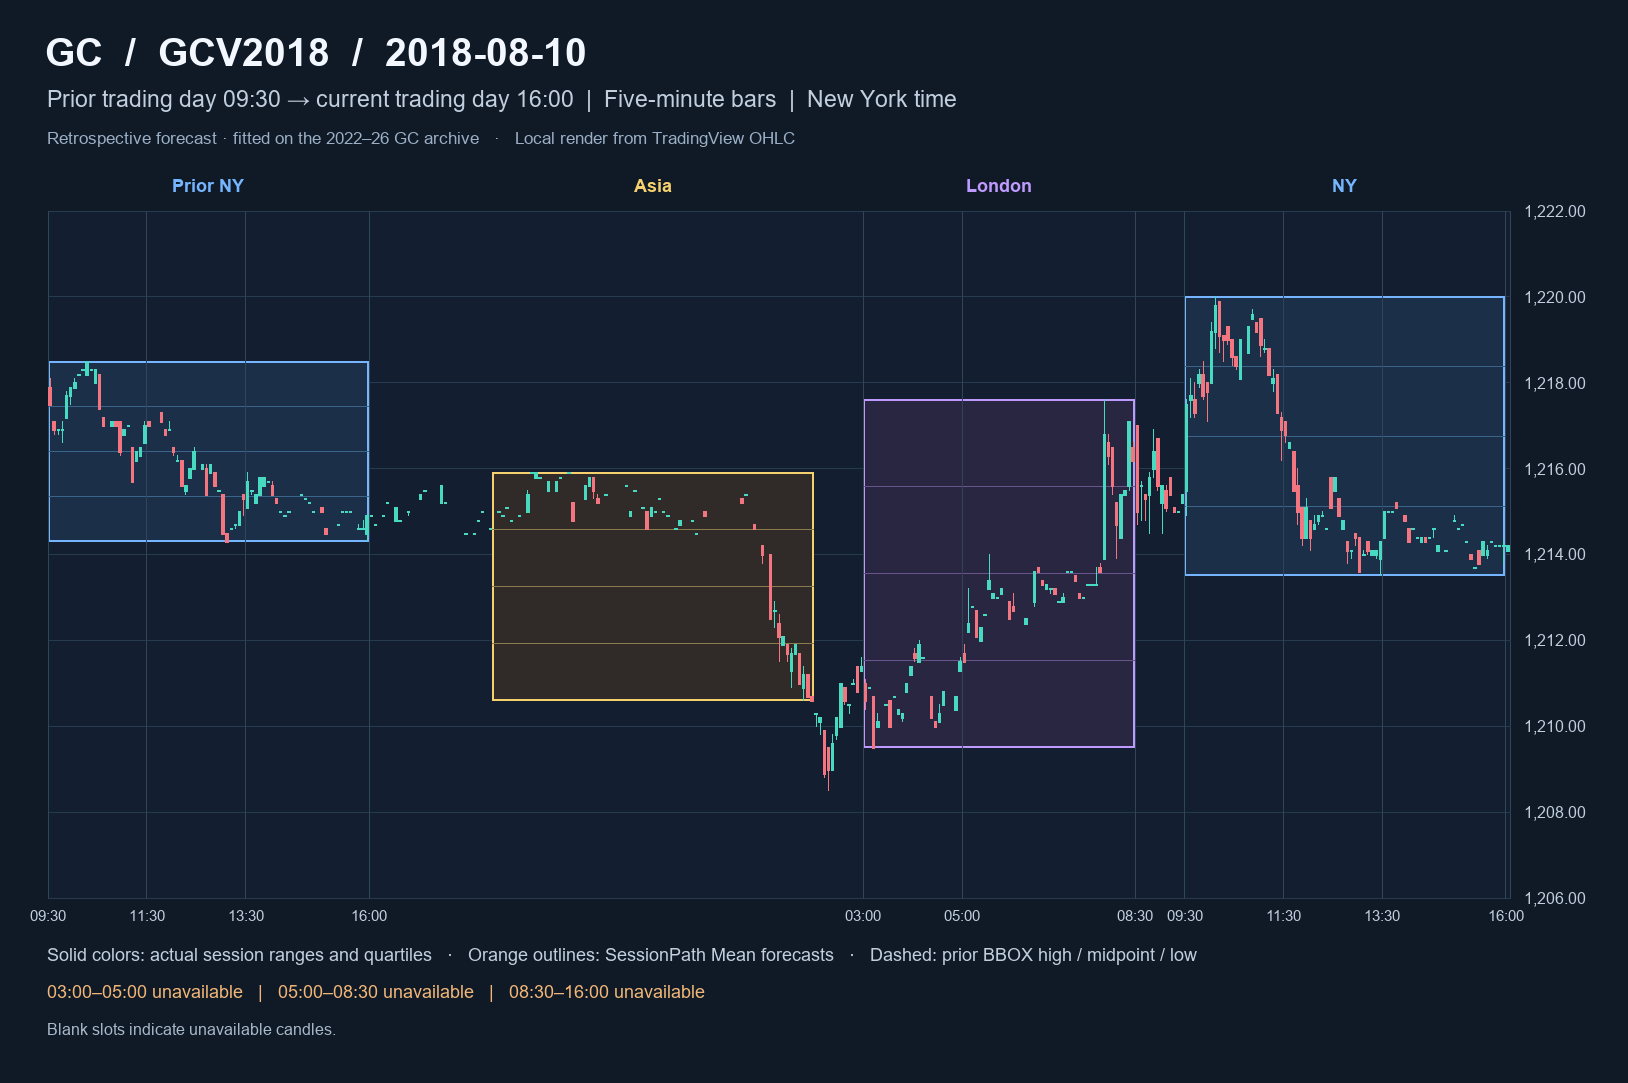 GC / GCV2018 / 2018-08-10
Prior trading day 09:30 → current trading day 16:00 | Five-minute bars | New York time
Retrospective forecast · fitted on the 2022–26 GC archive · Local render from TradingView OHLC
Prior NY Asia London NY
1,222.00
1,220.00
1,218.00
1,216.00
1,214.00
1,212.00
1,210.00
1,208.00
1,206.00
09:30 11:30 13:30 16:00 03:00 05:00 08:30 09:30 11:30 13:30 16:00
Solid colors: actual session ranges and quartiles · Orange outlines: SessionPath Mean forecasts · Dashed: prior BBOX high / midpoint / low
03:00–05:00 unavailable | 05:00–08:30 unavailable | 08:30–16:00 unavailable
Blank slots indicate unavailable candles.